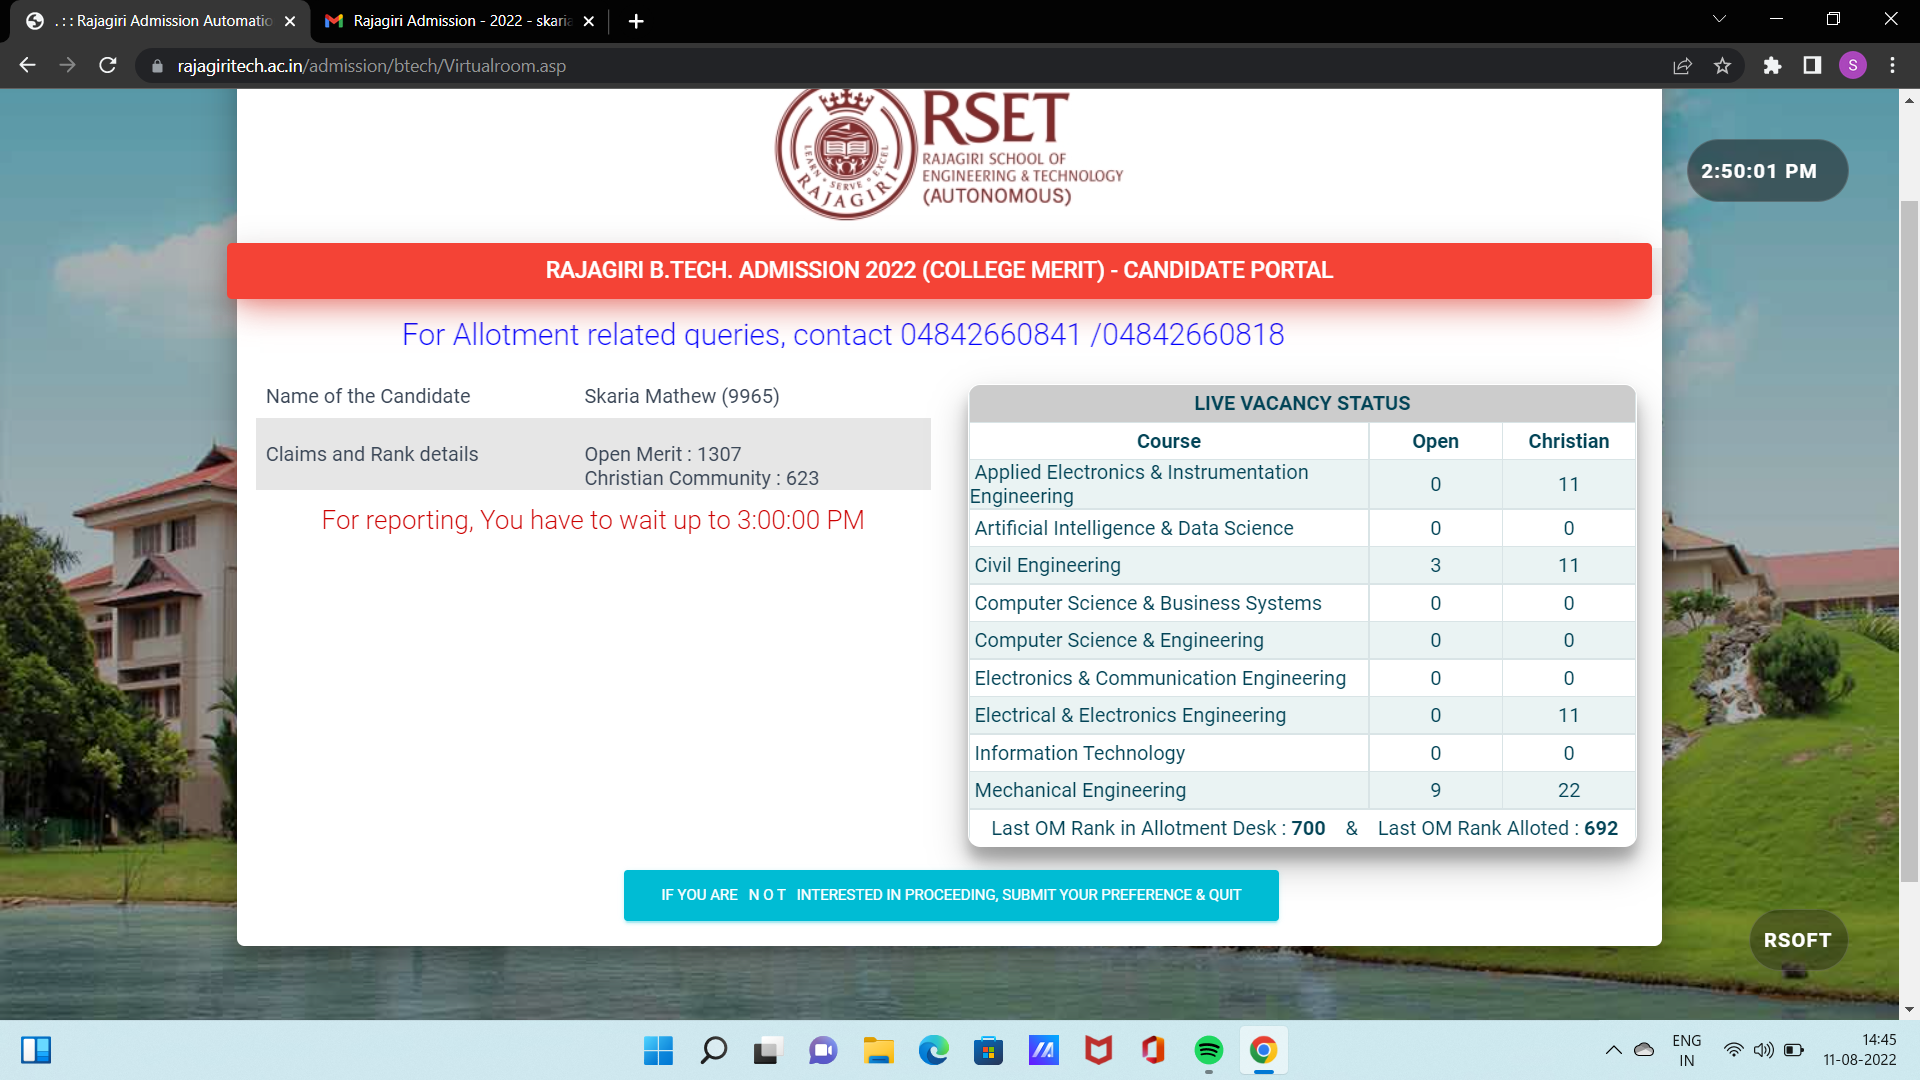 . : : Rajagiri Admission Automatio
Rajagiri Admission - 2022 - skaria
rajagiritech.ac.in/admission/btech/Virtualroom.asp
S
LEARN • SERVE • EXCEL
RAJAGIRI
RSET
RAJAGIRI SCHOOL OF
ENGINEERING & TECHNOLOGY
(AUTONOMOUS)
2:50:01 PM
RAJAGIRI B.TECH. ADMISSION 2022 (COLLEGE MERIT) - CANDIDATE PORTAL
For Allotment related queries, contact 04842660841 /04842660818
Name of the Candidate Skaria Mathew (9965)
Claims and Rank details Open Merit : 1307
Christian Community : 623
For reporting, You have to wait up to 3:00:00 PM
LIVE VACANCY STATUS
Course Open Christian
Applied Electronics & Instrumentation
Engineering 0 11
Artificial Intelligence & Data Science 0 0
Civil Engineering 3 11
Computer Science & Business Systems 0 0
Computer Science & Engineering 0 0
Electronics & Communication Engineering 0 0
Electrical & Electronics Engineering 0 11
Information Technology 0 0
Mechanical Engineering 9 22
Last OM Rank in Allotment Desk : 700 & Last OM Rank Alloted : 692
IF YOU ARE N O T INTERESTED IN PROCEEDING, SUBMIT YOUR PREFERENCE & QUIT
RSOFT
ENG
IN
14:45
11-08-2022